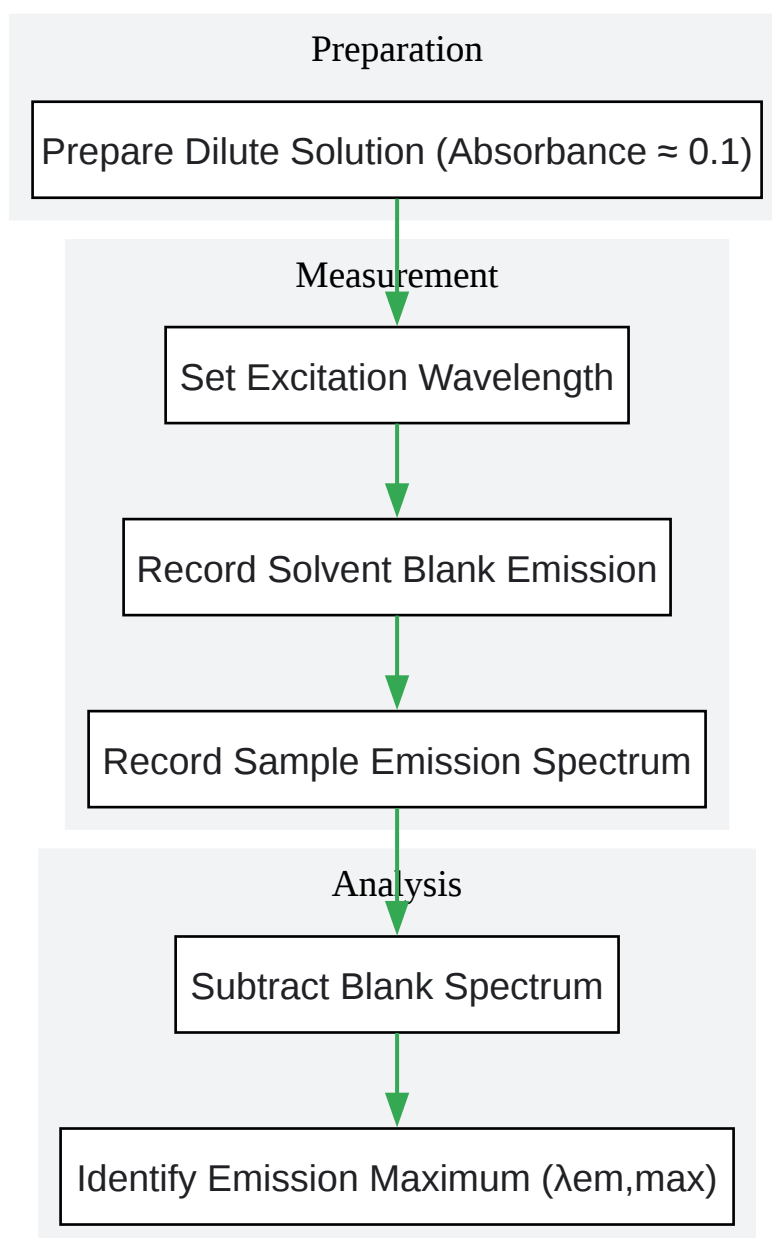 Preparation
Prepare Dilute Solution (Absorbance ≈ 0.1)
Measurement
Set Excitation Wavelength
Record Solvent Blank Emission
Record Sample Emission Spectrum
Analysis
Subtract Blank Spectrum
Identify Emission Maximum (λem,max)